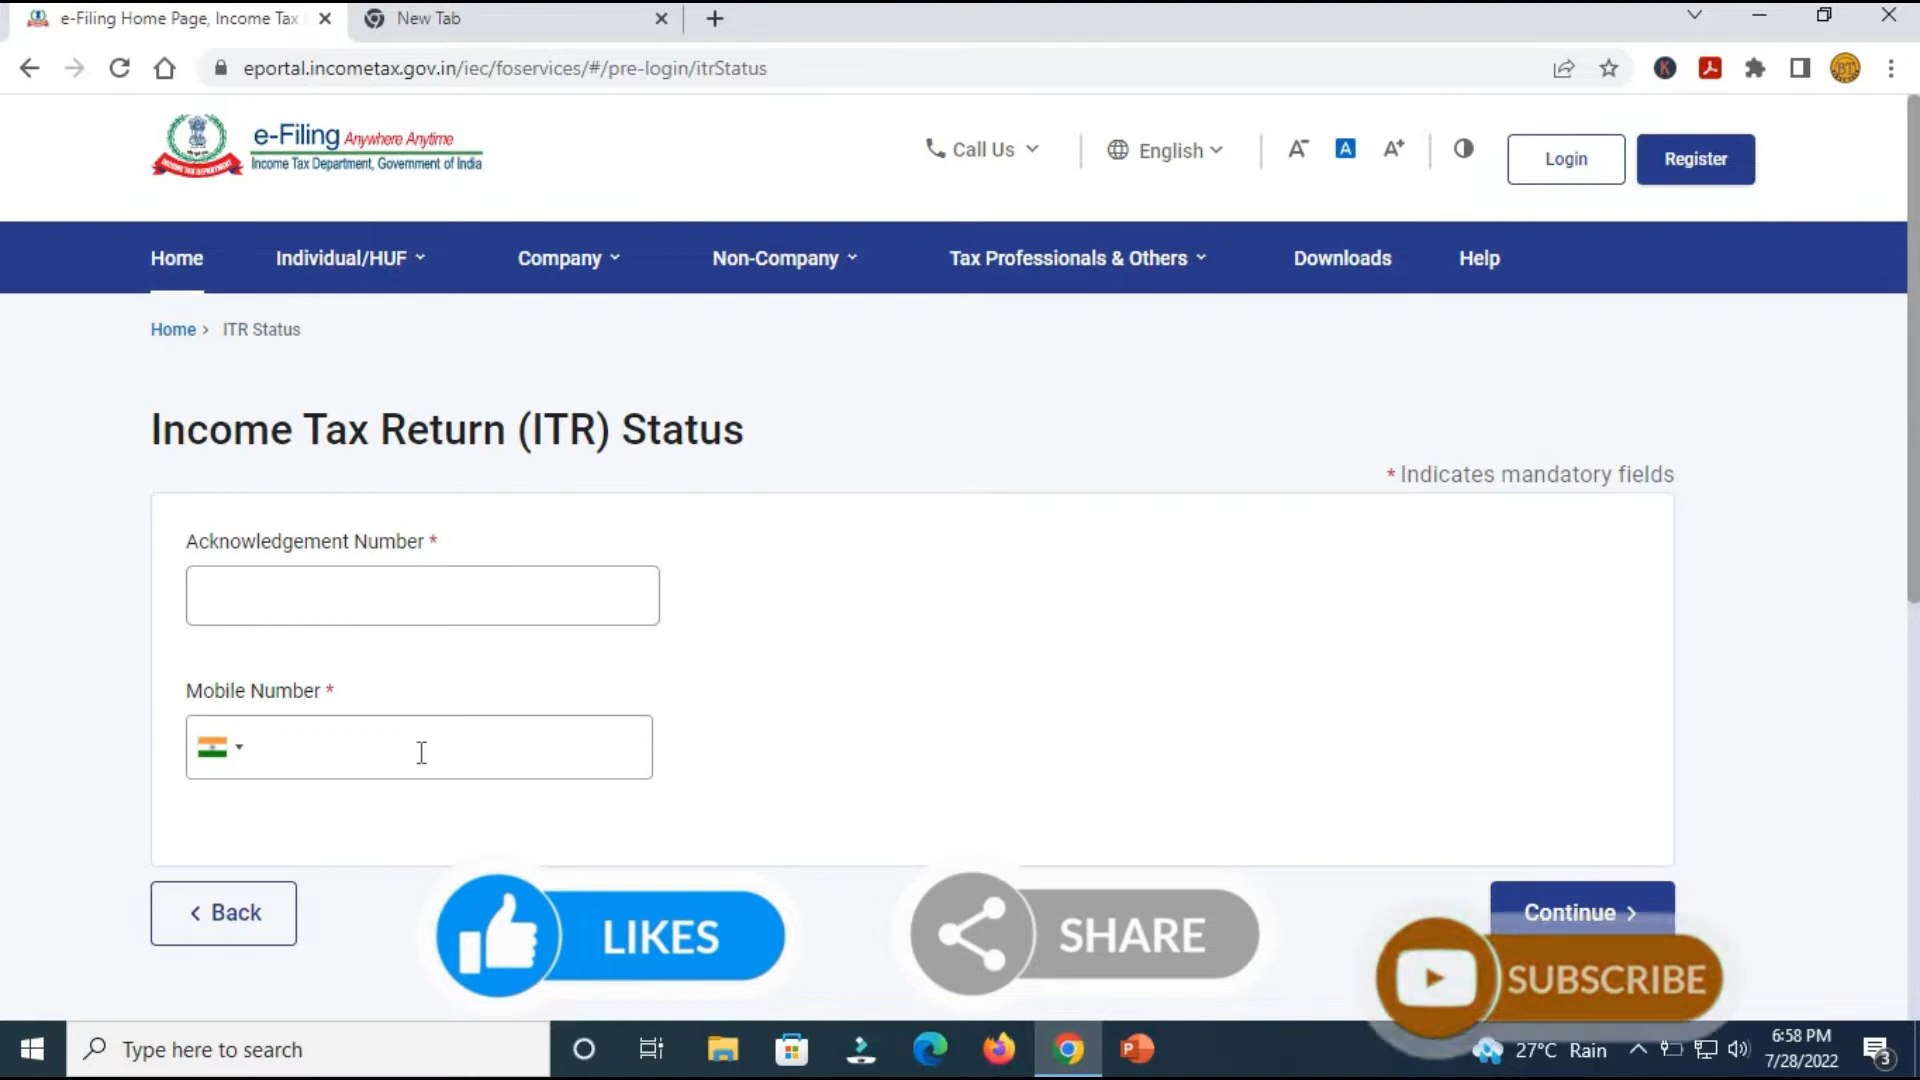 e-Filing Home Page, Income Tax
New Tab
eportal.incometax.gov.in/iec/foservices/#/pre-login/itrStatus
e-Filing Anywhere Anytime
Income Tax Department, Government of India
Call Us
English
A-
A
A+
Login
Register
Home
Individual/HUF
Company
Non-Company
Tax Professionals & Others
Downloads
Help
Home > ITR Status
Income Tax Return (ITR) Status
* Indicates mandatory fields
Acknowledgement Number *
Mobile Number *
< Back
Continue >
LIKES
SHARE
SUBSCRIBE
Type here to search
27°C Rain
6:58 PM
7/28/2022
3